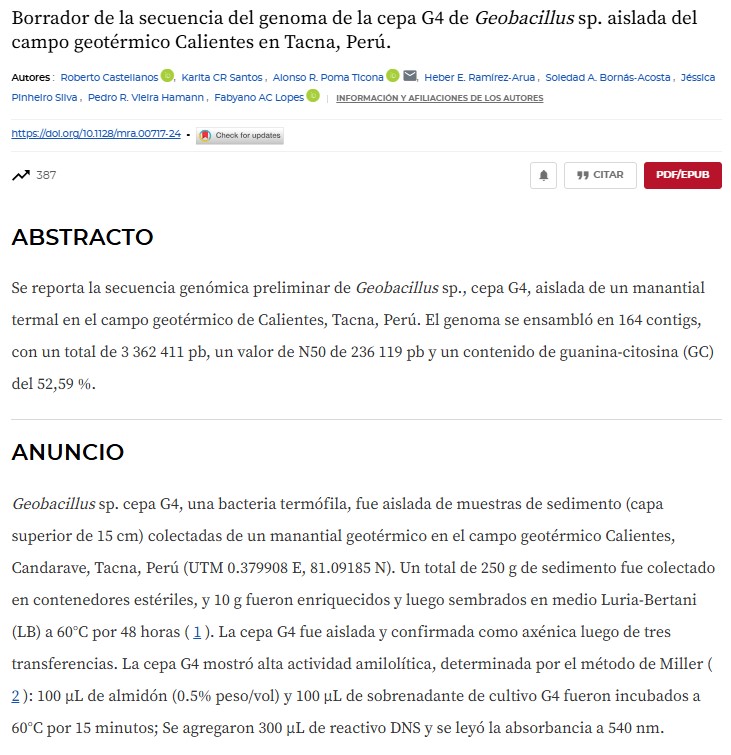 Borrador de la secuencia del genoma de la cepa G4 de Geobacillus sp. aislada del
campo geotérmico Calientes en Tacna, Perú.
Autores : Roberto Castellanos , Karita CR Santos , Alonso R. Poma Ticona , Heber E. Ramírez-Arua , Soledad A. Bornás-Acosta , Jéssica
Pinheiro Silva , Pedro R. Vieira Hamann , Fabyano AC Lopes | INFORMACIÓN Y AFILIACIONES DE LOS AUTORES
https://doi.org/10.1128/mra.00717-24 • Check for updates
387 CITAR PDF/EPUB
ABSTRACTO
Se reporta la secuencia genómica preliminar de Geobacillus sp., cepa G4, aislada de un manantial
termal en el campo geotérmico de Calientes, Tacna, Perú. El genoma se ensambló en 164 contigs,
con un total de 3 362 411 pb, un valor de N50 de 236 119 pb y un contenido de guanina-citosina (GC)
del 52,59 %.
ANUNCIO
Geobacillus sp. cepa G4, una bacteria termófila, fue aislada de muestras de sedimento (capa
superior de 15 cm) colectadas de un manantial geotérmico en el campo geotérmico Calientes,
Candarave, Tacna, Perú (UTM 0.379908 E, 81.09185 N). Un total de 250 g de sedimento fue colectado
en contenedores estériles, y 10 g fueron enriquecidos y luego sembrados en medio Luria-Bertani
(LB) a 60°C por 48 horas ( 1 ). La cepa G4 fue aislada y confirmada como axénica luego de tres
transferencias. La cepa G4 mostró alta actividad amilolítica, determinada por el método de Miller (
2 ): 100 µL de almidón (0.5% peso/vol) y 100 µL de sobrenadante de cultivo G4 fueron incubados a
60°C por 15 minutos; Se agregaron 300 µL de reactivo DNS y se leyó la absorbancia a 540 nm.